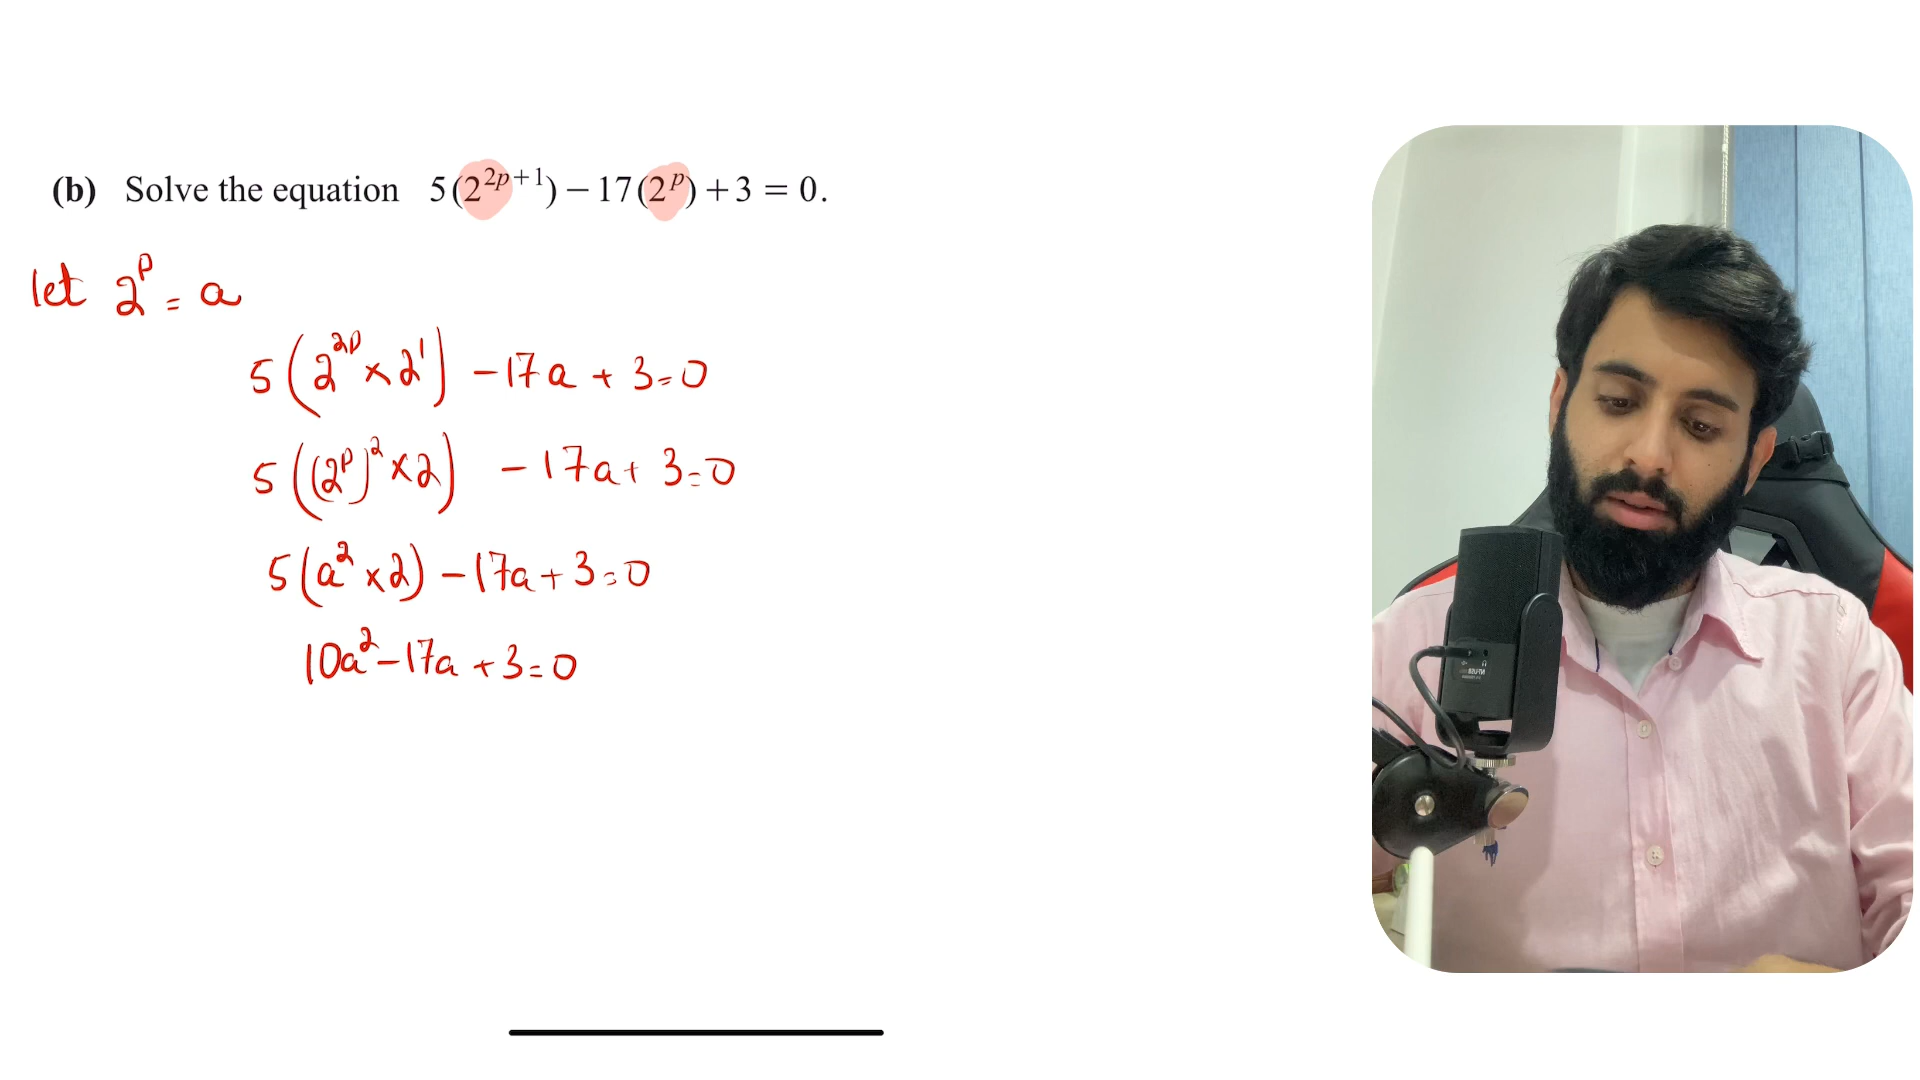 (b) Solve the equation 5(2^{2p+1}) − 17(2^p) + 3 = 0.
let 2^p = a
5(2^{2p} × 2^1) − 17a + 3 = 0
5((2^p)^2 × 2) − 17a + 3 = 0
5(a^2 × 2) − 17a + 3 = 0
10a^2 − 17a + 3 = 0